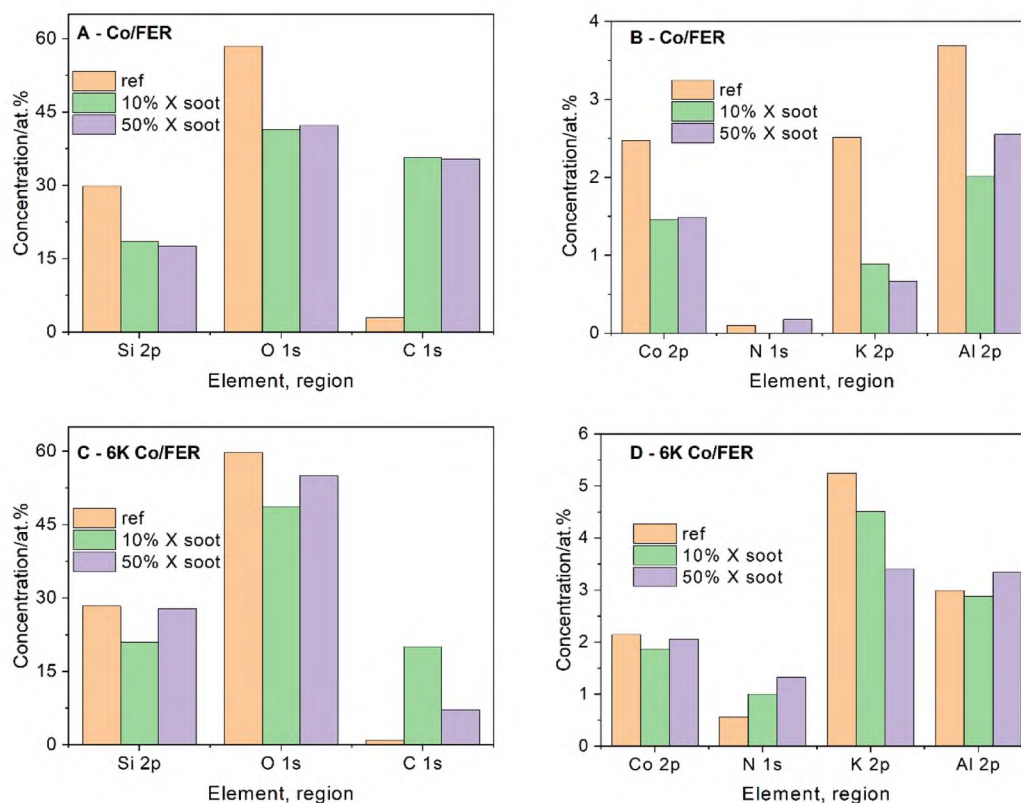 A - Co/FER
ref
10% X soot
50% X soot
Concentration/at.%
60
45
30
15
0
Si 2p O 1s C 1s
Element, region
B - Co/FER
ref
10% X soot
50% X soot
Concentration/at.%
4
3
2
1
0
Co 2p N 1s K 2p Al 2p
Element, region
C - 6K Co/FER
ref
10% X soot
50% X soot
Concentration/at.%
60
45
30
15
0
Si 2p O 1s C 1s
Element, region
D - 6K Co/FER
ref
10% X soot
50% X soot
Concentration/at.%
6
5
4
3
2
1
0
Co 2p N 1s K 2p Al 2p
Element, region